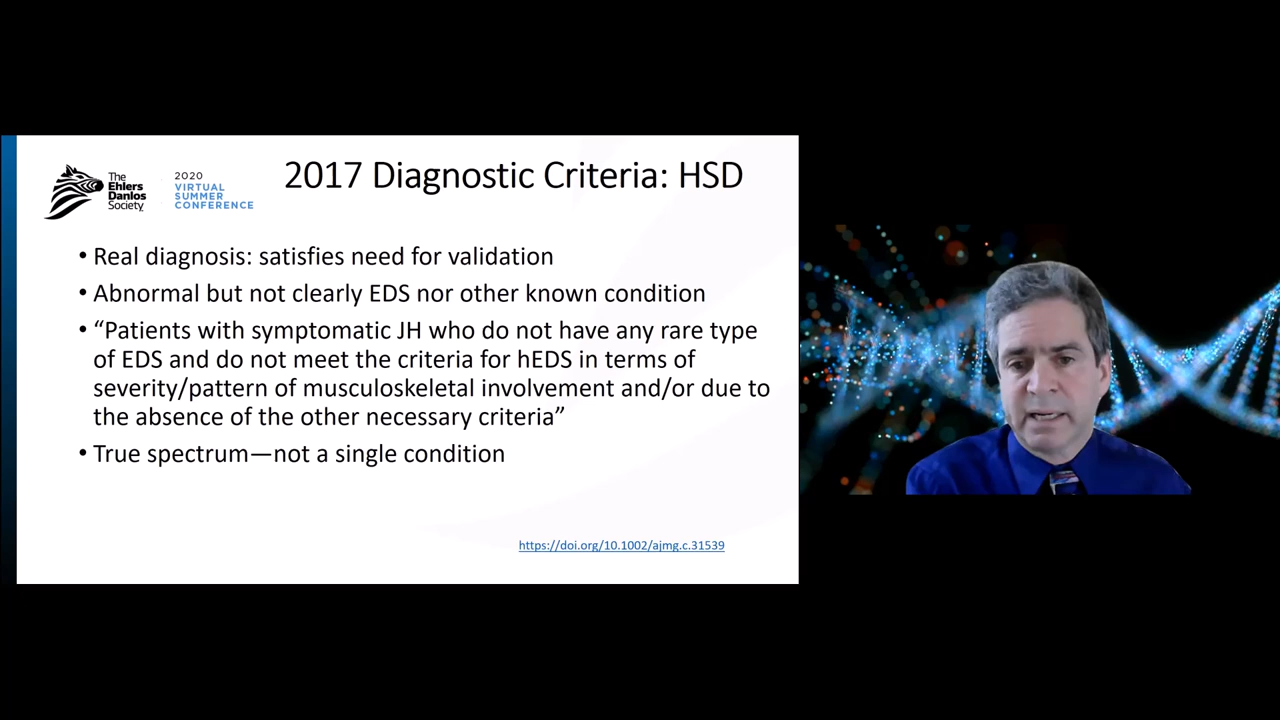 The
Ehlers
Danlos
Society
2020
VIRTUAL
SUMMER
CONFERENCE
2017 Diagnostic Criteria: HSD
• Real diagnosis: satisfies need for validation
• Abnormal but not clearly EDS nor other known condition
• “Patients with symptomatic JH who do not have any rare type
of EDS and do not meet the criteria for hEDS in terms of
severity/pattern of musculoskeletal involvement and/or due to
the absence of the other necessary criteria”
• True spectrum—not a single condition
https://doi.org/10.1002/ajmg.c.31539